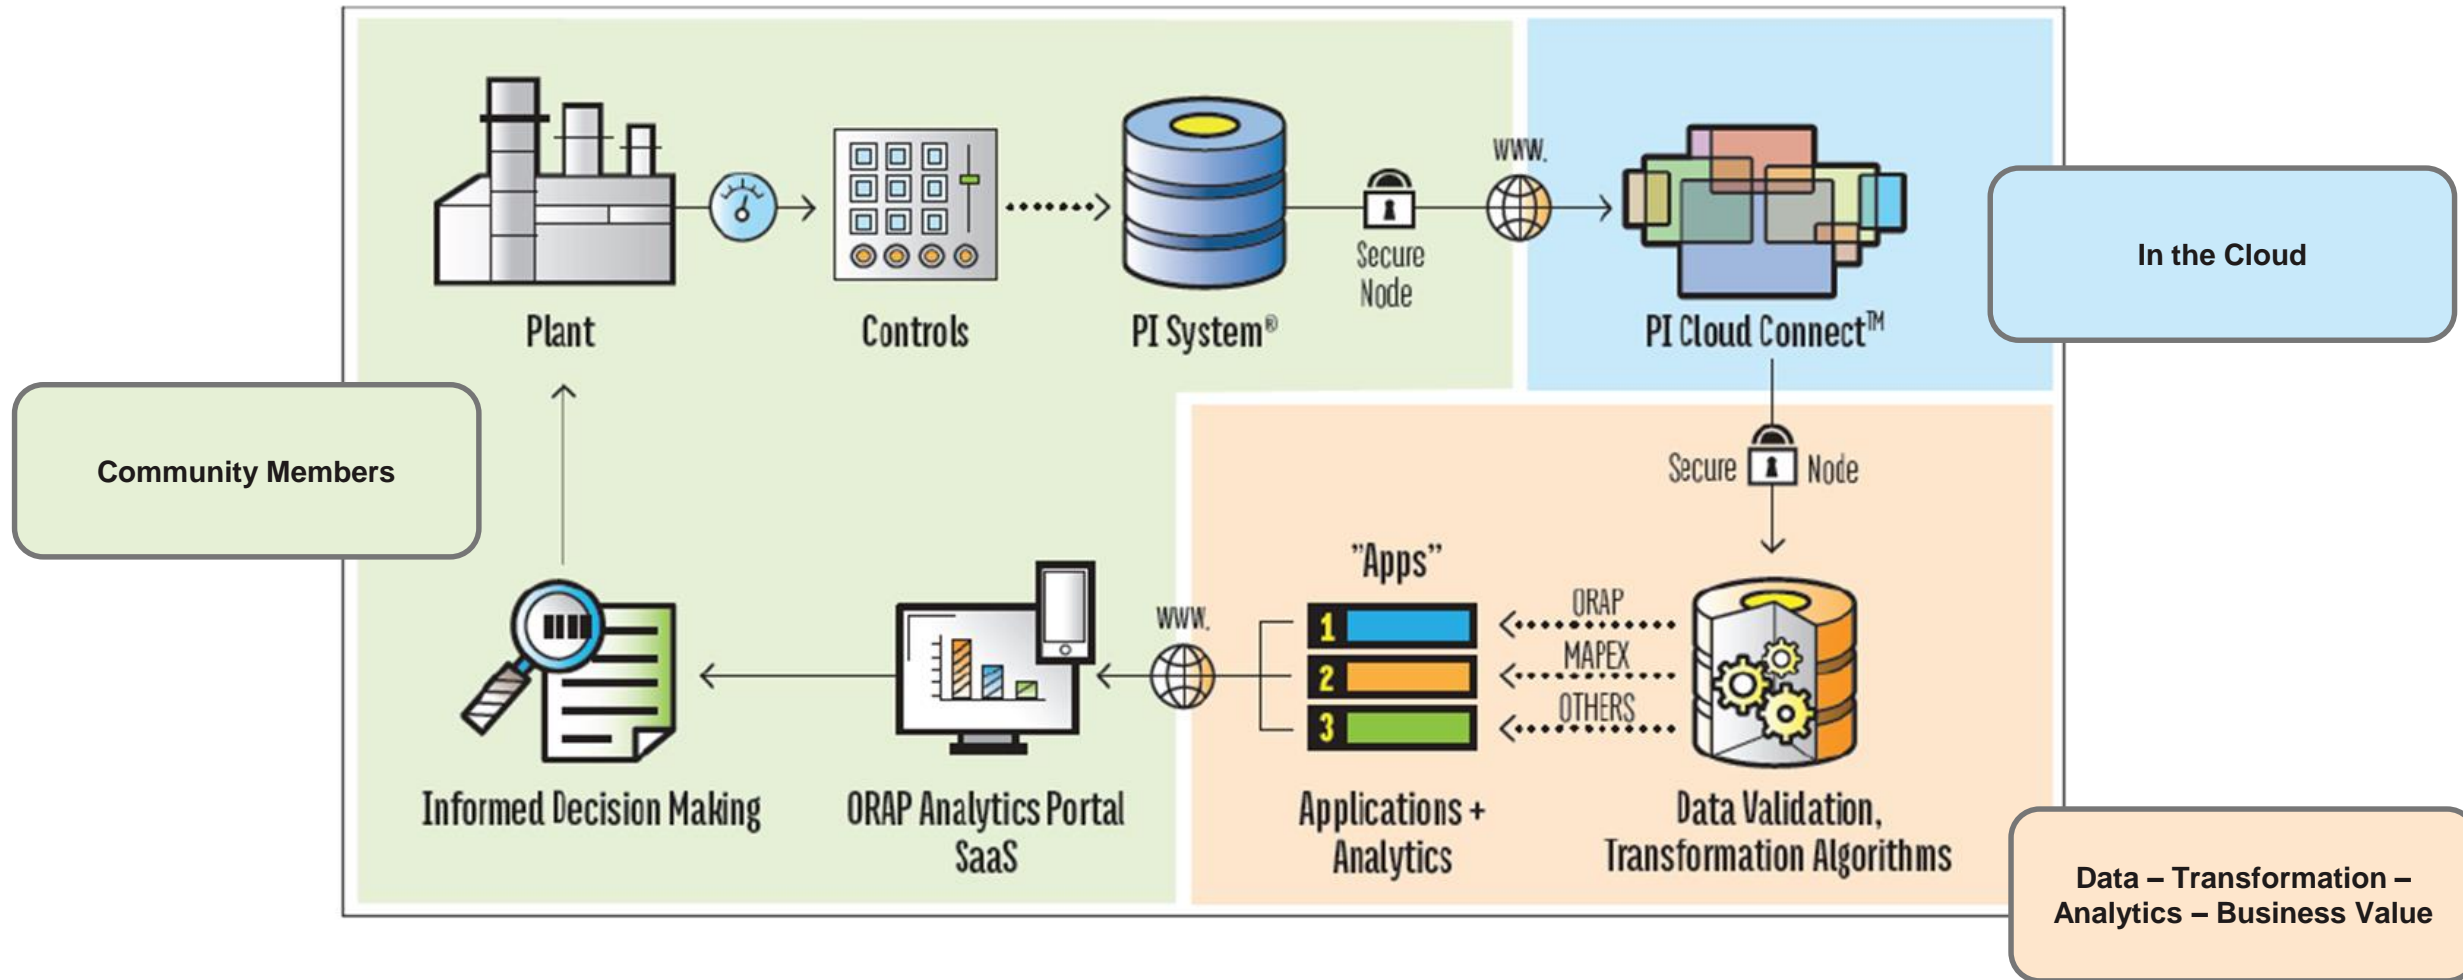 WWW.
Secure
Node
Plant
Controls
PI System®
PI Cloud Connect™
In the Cloud
Community Members
Secure Node
"Apps"
1
2
3
ORAP
MAPEX
OTHERS
WWW.
Informed Decision Making
ORAP Analytics Portal
SaaS
Applications +
Analytics
Data Validation,
Transformation Algorithms
Data – Transformation –
Analytics – Business Value